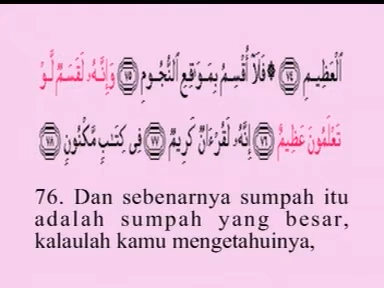 ٱلْعَظِيمِ ٧٤ ۞ فَلَآ أُقْسِمُ بِمَوَٰقِعِ ٱلنُّجُومِ ٧٥ وَإِنَّهُۥ لَقَسَمٌ لَّوْ
تَعْلَمُونَ عَظِيمٌ ٧٦ إِنَّهُۥ لَقُرْءَانٌ كَرِيمٌ ٧٧ فِى كِتَٰبٍ مَّكْنُونٍ ٧٨
76. Dan sebenarnya sumpah itu
adalah sumpah yang besar,
kalaulah kamu mengetahuinya,